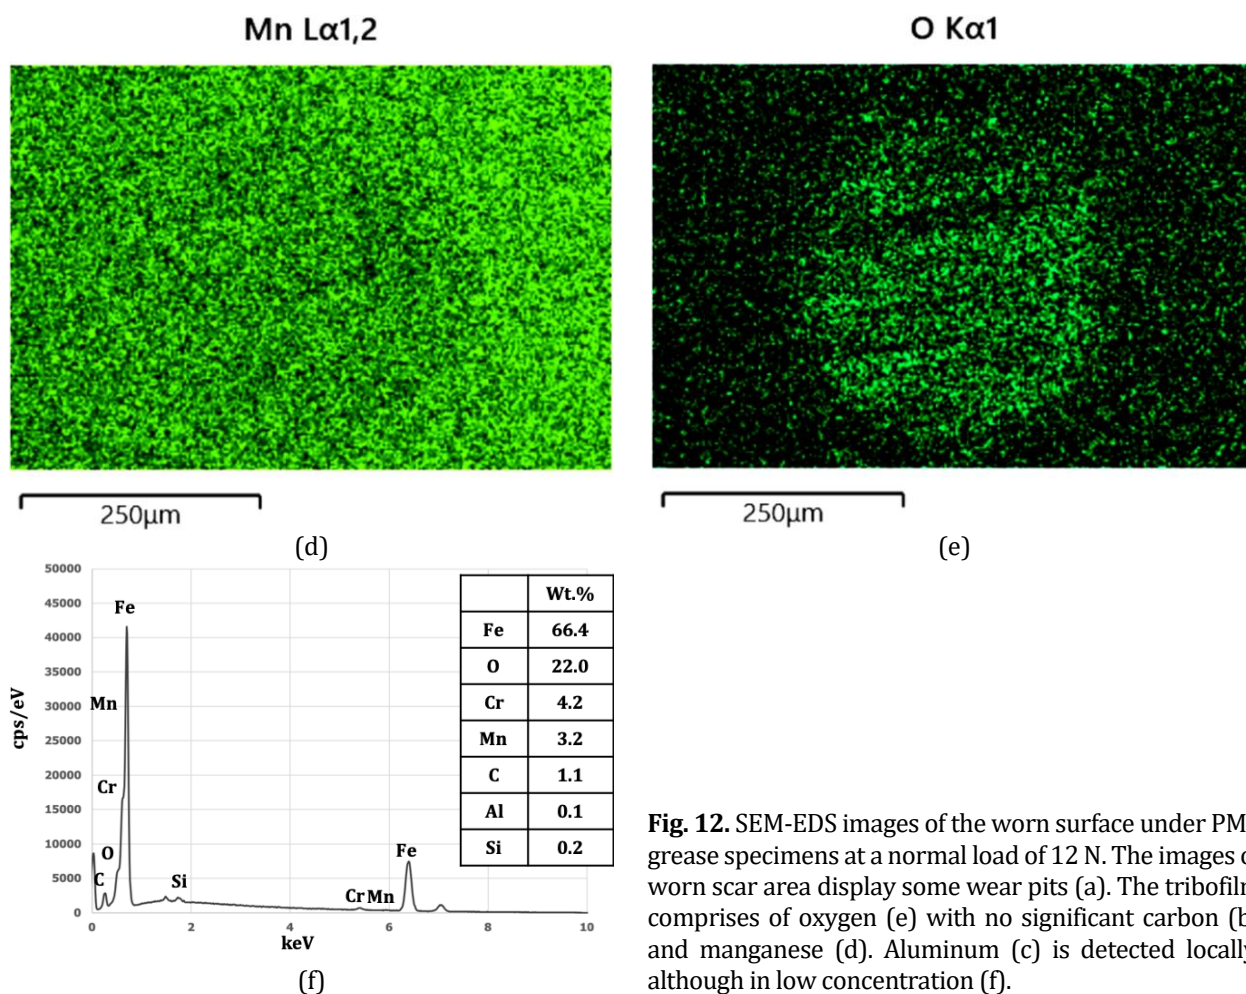 Mn Lα1,2
O Kα1
250μm
250μm
(d)
(e)
50000
45000
40000
35000
30000
25000
20000
15000
10000
5000
0
cps/eV
Fe
Mn
Cr
O
C
Si
Cr Mn
Fe
0 2 4 6 8 10
keV
Wt.%
Fe 66.4
O 22.0
Cr 4.2
Mn 3.2
C 1.1
Al 0.1
Si 0.2
(f)
Fig. 12. SEM-EDS images of the worn surface under PM
grease specimens at a normal load of 12 N. The images
worn scar area display some wear pits (a). The tribofilm
comprises of oxygen (e) with no significant carbon (b
and manganese (d). Aluminum (c) is detected locally
although in low concentration (f).